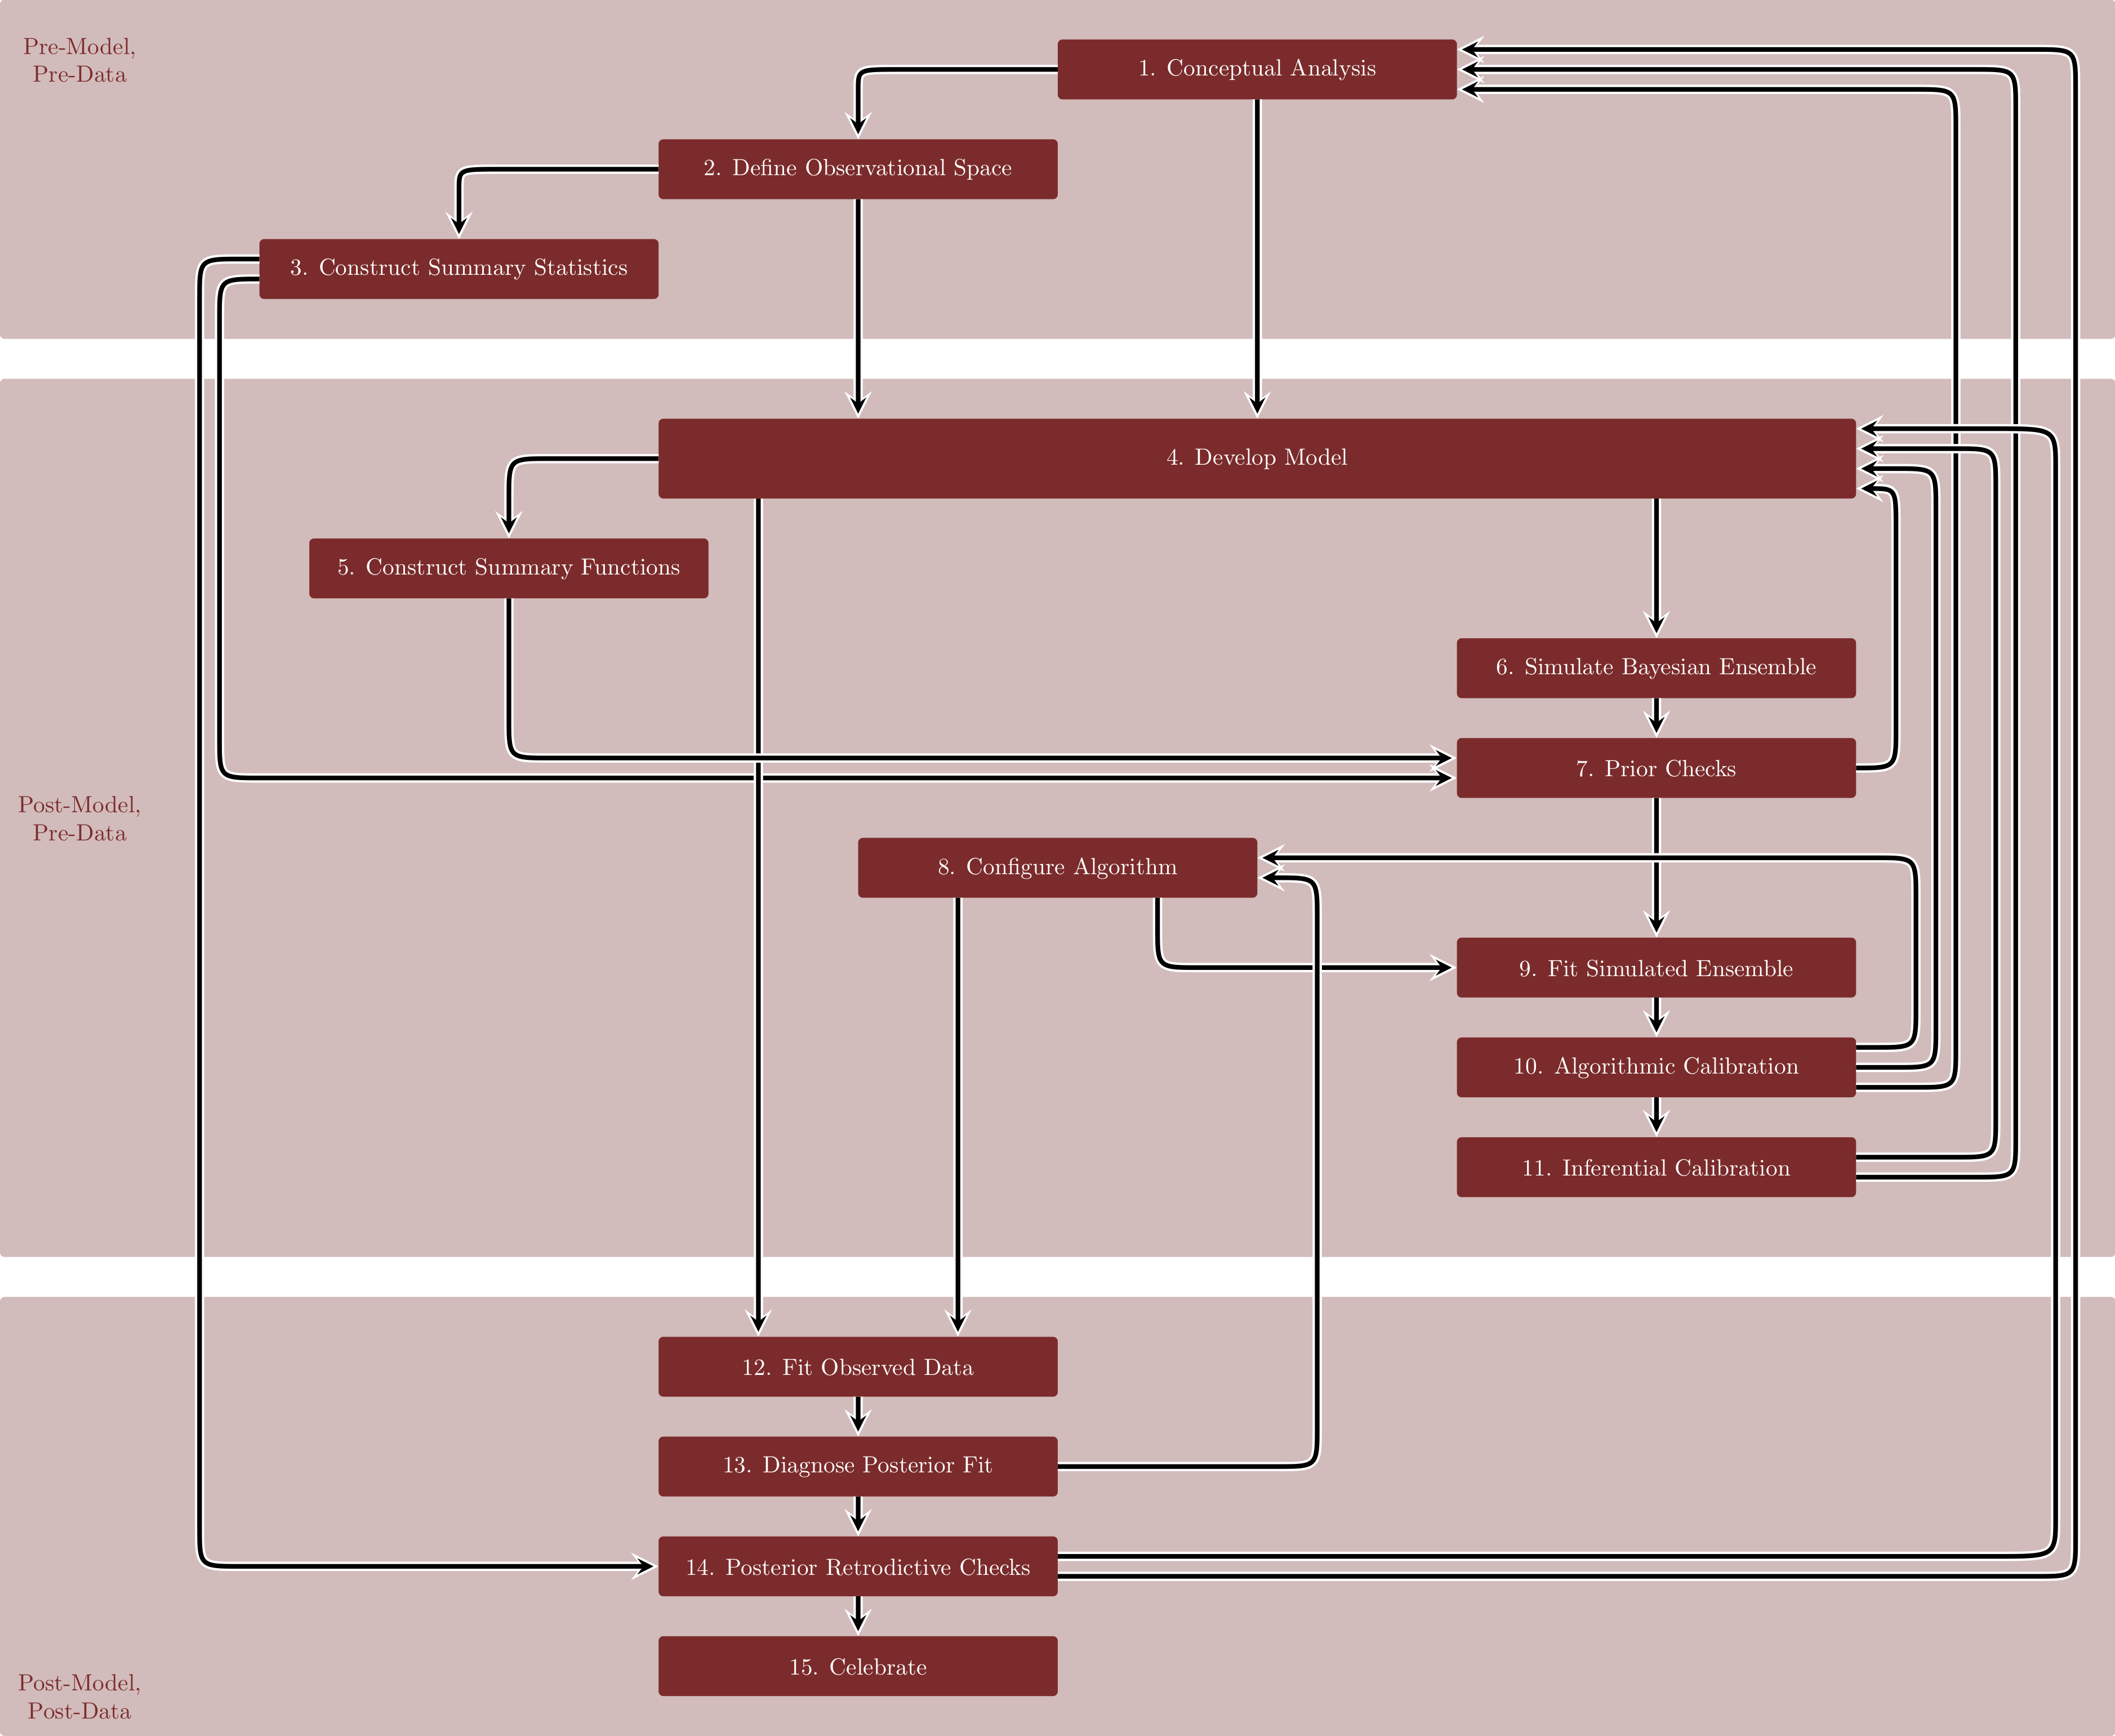 Pre-Model,
Pre-Data
1. Conceptual Analysis
2. Define Observational Space
3. Construct Summary Statistics
4. Develop Model
5. Construct Summary Functions
6. Simulate Bayesian Ensemble
7. Prior Checks
Post-Model,
Pre-Data
8. Configure Algorithm
9. Fit Simulated Ensemble
10. Algorithmic Calibration
11. Inferential Calibration
12. Fit Observed Data
13. Diagnose Posterior Fit
14. Posterior Retrodictive Checks
15. Celebrate
Post-Model,
Post-Data